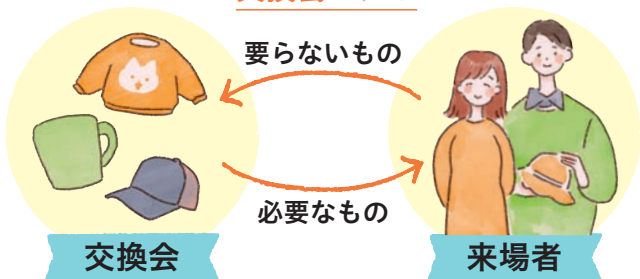 要らないもの
必要なもの
交換会
来場者